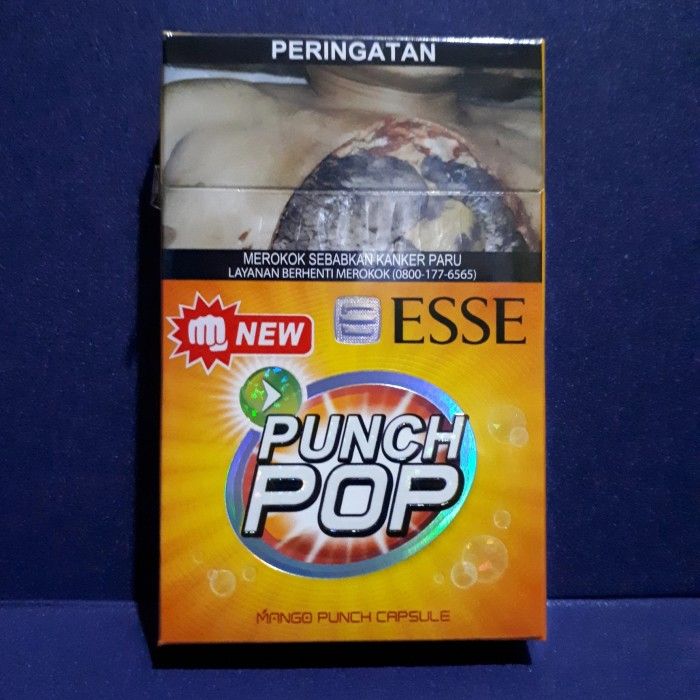 PERINGATAN
MEROKOK SEBABKAN KANKER PARU
LAYANAN BERHENTI MEROKOK (0800-177-6565)
NEW
ESSE
PUNCH
POP
MANGO PUNCH CAPSULE